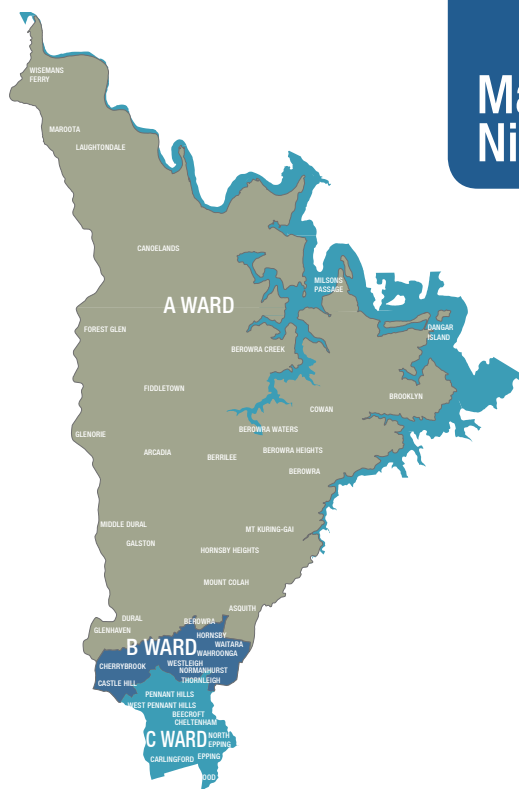 Ma
Ni
WISEMANS
FERRY
MAROOTA
LAUGHTONDALE
CANOELANDS
MILSONS
PASSAGE
A WARD
FOREST GLEN
DANGAR
ISLAND
BEROWRA CREEK
FIDDLETOWN
BROOKLYN
COWAN
GLENORIE
BEROWRA WATERS
ARCADIA
BERRILEE
BEROWRA HEIGHTS
BEROWRA
MIDDLE DURAL
MT KURING-GAI
GALSTON
HORNSBY HEIGHTS
MOUNT COLAH
ASQUITH
DURAL
BEROWRA
GLENHAVEN
HORNSBY
B WARD
WAITARA
WAHROONGA
CHERRYBROOK
WESTLEIGH
NORMANHURST
THORNLEIGH
CASTLE HILL
PENNANT HILLS
WEST PENNANT HILLS
BEECROFT
CHELTENHAM
C WARD
NORTH
EPPING
EPPING
CARLINGFORD
OOD